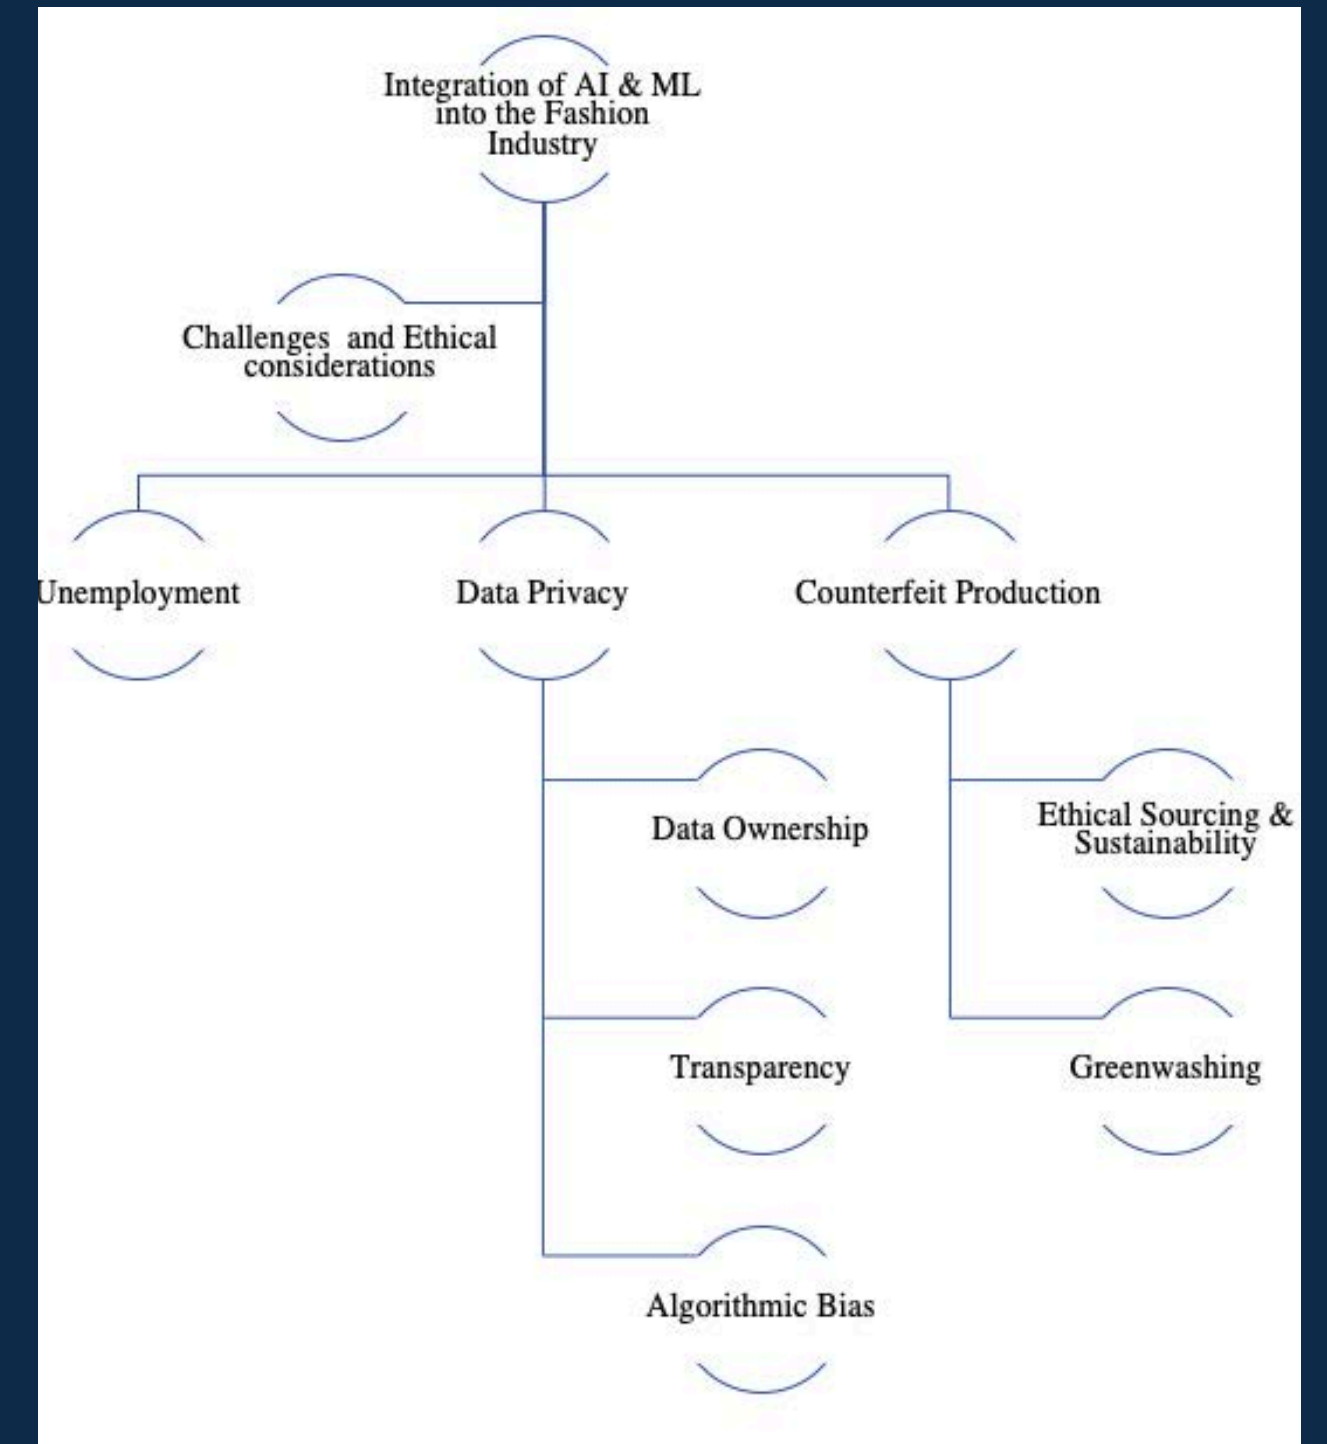 Integration of AI & ML
into the Fashion
Industry
Challenges  and Ethical
considerations
Unemployment
Data Privacy
Counterfeit Production
Data Ownership
Ethical Sourcing &
Sustainability
Transparency
Greenwashing
Algorithmic Bias